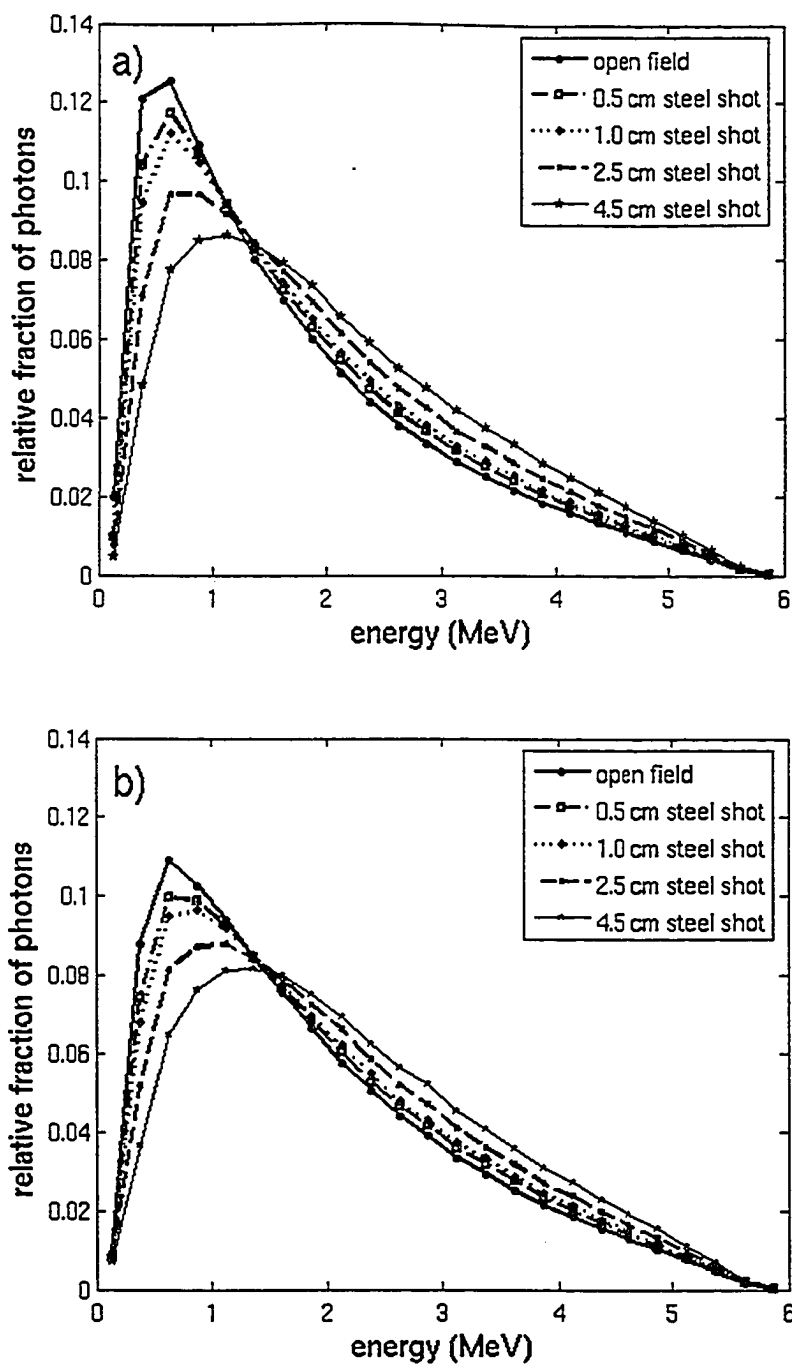 a)
0.14
0.12
0.1
0.08
0.06
0.04
0.02
0
relative fraction of photons
open field
0.5 cm steel shot
1.0 cm steel shot
2.5 cm steel shot
4.5 cm steel shot
0 1 2 3 4 5 6
energy (MeV)
b)
0.14
0.12
0.1
0.08
0.06
0.04
0.02
0
relative fraction of photons
open field
0.5 cm steel shot
1.0 cm steel shot
2.5 cm steel shot
4.5 cm steel shot
0 1 2 3 4 5 6
energy (MeV)